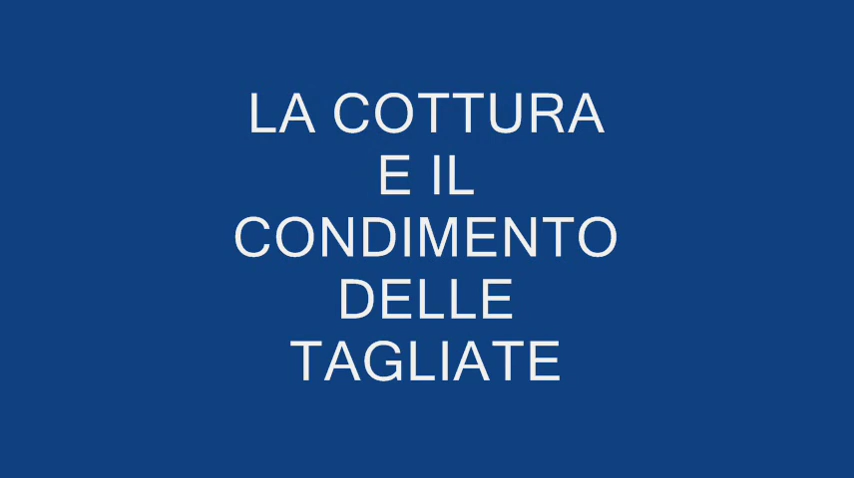 LA COTTURA
E IL
CONDIMENTO
DELLE
TAGLIATE